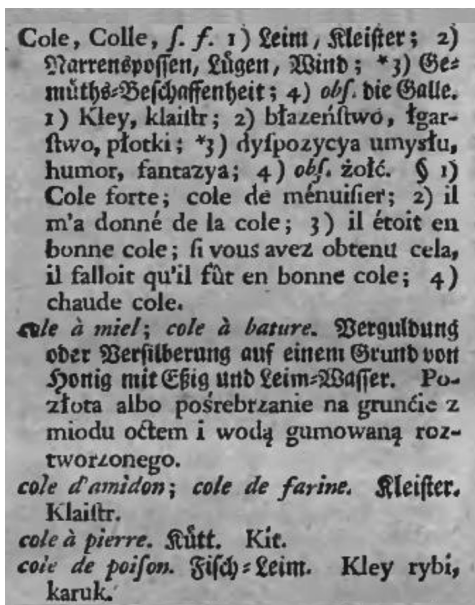 Cole, Colle, ſ. f. 1) Leim, Kleiſter; 2)
Narrenspoſſen, Lügen, Wind; *3) Ge=
müths=Beſchaffenheit; 4) obſ. die Galle.
1) Kley, klaiſtr; 2) błazeńſtwo, łgar-
ſtwo, płotki; *3) dyſpozycya umysłu,
humor, fantazya; 4) obſ. żołć. § 1)
Cole forte; cole de ménuiſier; 2) il
m'a donné de la cole; 3) il étoit en
bonne cole; ſi vous avez obtenu cela,
il falloit qu'il fût en bonne cole; 4)
chaude cole.
cole à miel; cole à bature. Verguldung
oder Verſilberung auf einem Grund von
Honig mit Eßig und Leim=Waſſer. Po-
złota albo pośrebrzanie na grunćie z
miodu octem i wodą gumowaną roz-
tworzonego.
cole d'amidon; cole de farine. Kleiſter.
Klaiſtr.
cole à pierre. Kütt. Kit.
cole de poiſon. Fiſch=Leim. Kley rybi,
karuk.